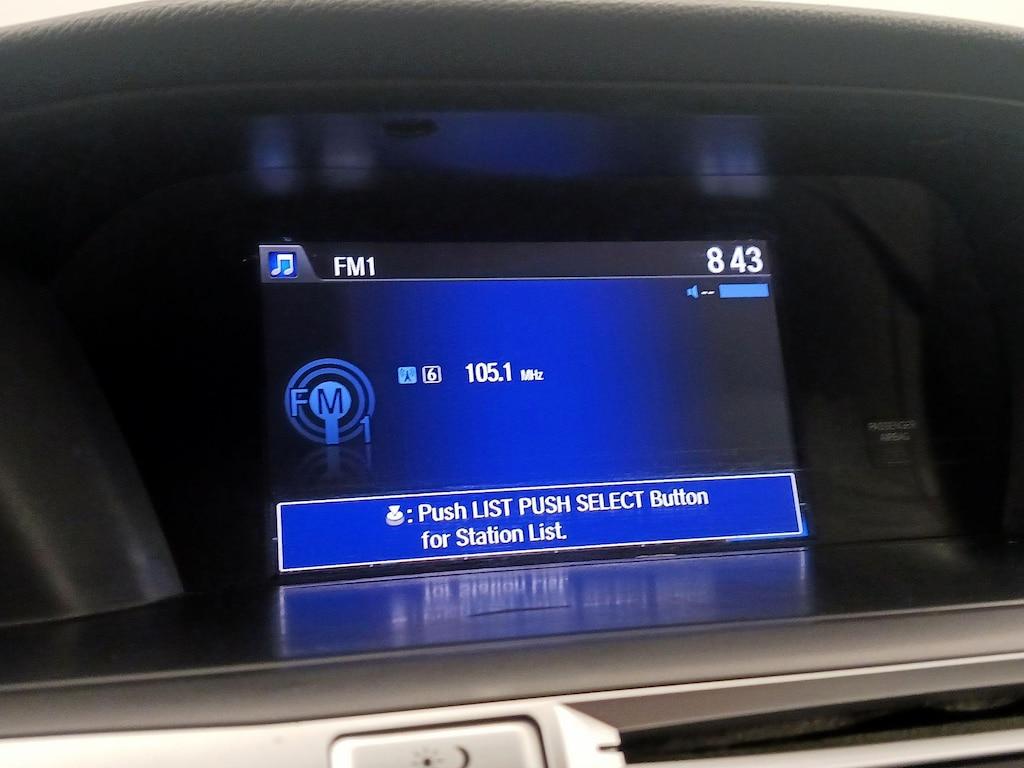 FM1
8 43
6 105.1 MHz
FM
1
: Push LIST PUSH SELECT Button
for Station List.
PASSENGER
AIRBAG